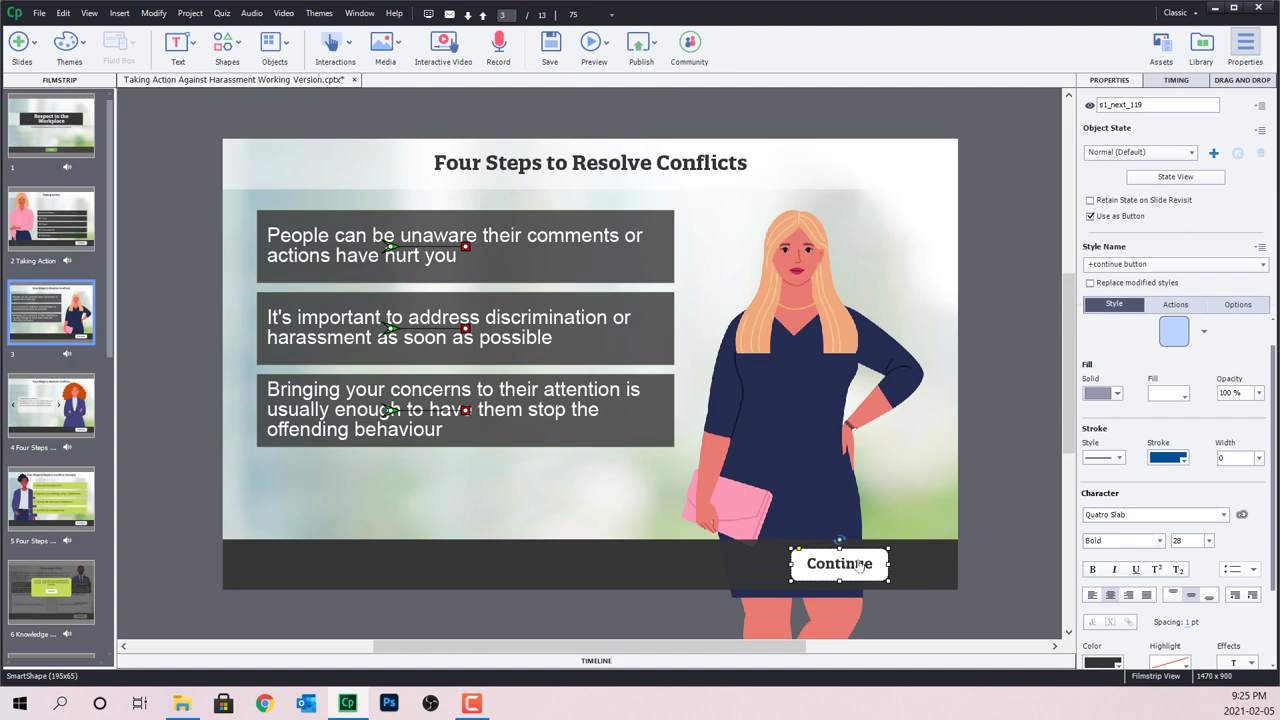 Cp
File
Edit
View
Insert
Modify
Project
Quiz
Audio
Video
Themes
Window
Help
3 / 13
75
Classic
Slides
Themes
Fluid Box
Text
Shapes
Objects
Interactions
Media
Interactive Video
Record
Save
Preview
Publish
Community
Assets
Library
Properties
FILMSTRIP
Taking Action Against Harassment Working Version.cptx*
PROPERTIES
TIMING
DRAG AND DROP
Respect in the
Workplace
1
2 Taking Action
3
4 Four Steps ...
5 Four Steps ...
6 Knowledge ...
Four Steps to Resolve Conflicts
People can be unaware their comments or
actions have hurt you
It's important to address discrimination or
harassment as soon as possible
Bringing your concerns to their attention is
usually enough to have them stop the
offending behaviour
Continue
s1_next_119
Object State
Normal (Default)
State View
Retain State on Slide Revisit
Use as Button
Style Name
+continue button
Replace modified styles
Style
Actions
Options
Fill
Solid
Fill
Opacity
100 %
Stroke
Style
Stroke
Width
0
Character
Quatro Slab
Bold
28
B I U T² T₂
Spacing: 1 pt
Color
Highlight
Effects
T
TIMELINE
SmartShape (195x65)
Filmstrip View
1470 x 900
9:25 PM
2021-02-05